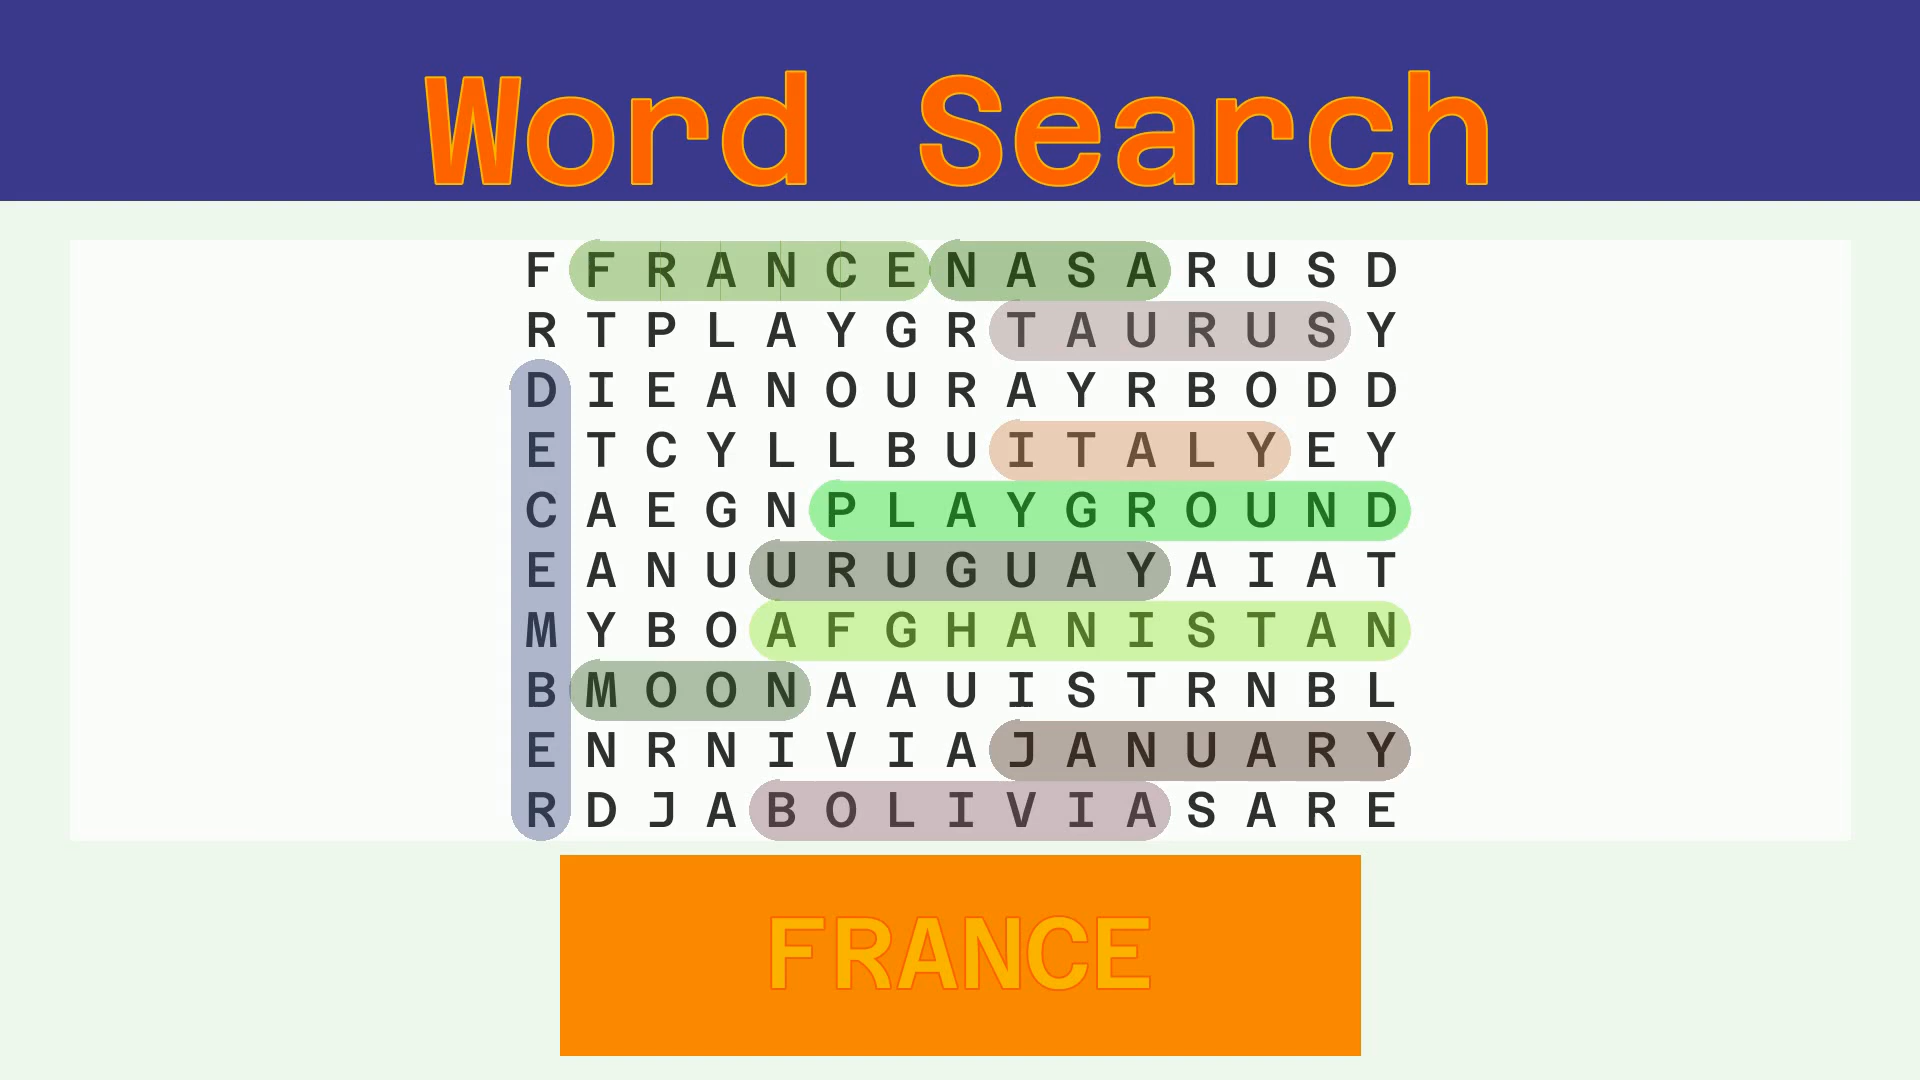 Word Search
F F R A N C E N A S A R U S D
R T P L A Y G R T A U R U S Y
D I E A N O U R A Y R B O D D
E T C Y L L B U I T A L Y E Y
C A E G N P L A Y G R O U N D
E A N U U R U G U A Y A I A T
M Y B O A F G H A N I S T A N
B M O O N A A U I S T R N B L
E N R N I V I A J A N U A R Y
R D J A B O L I V I A S A R E
FRANCE